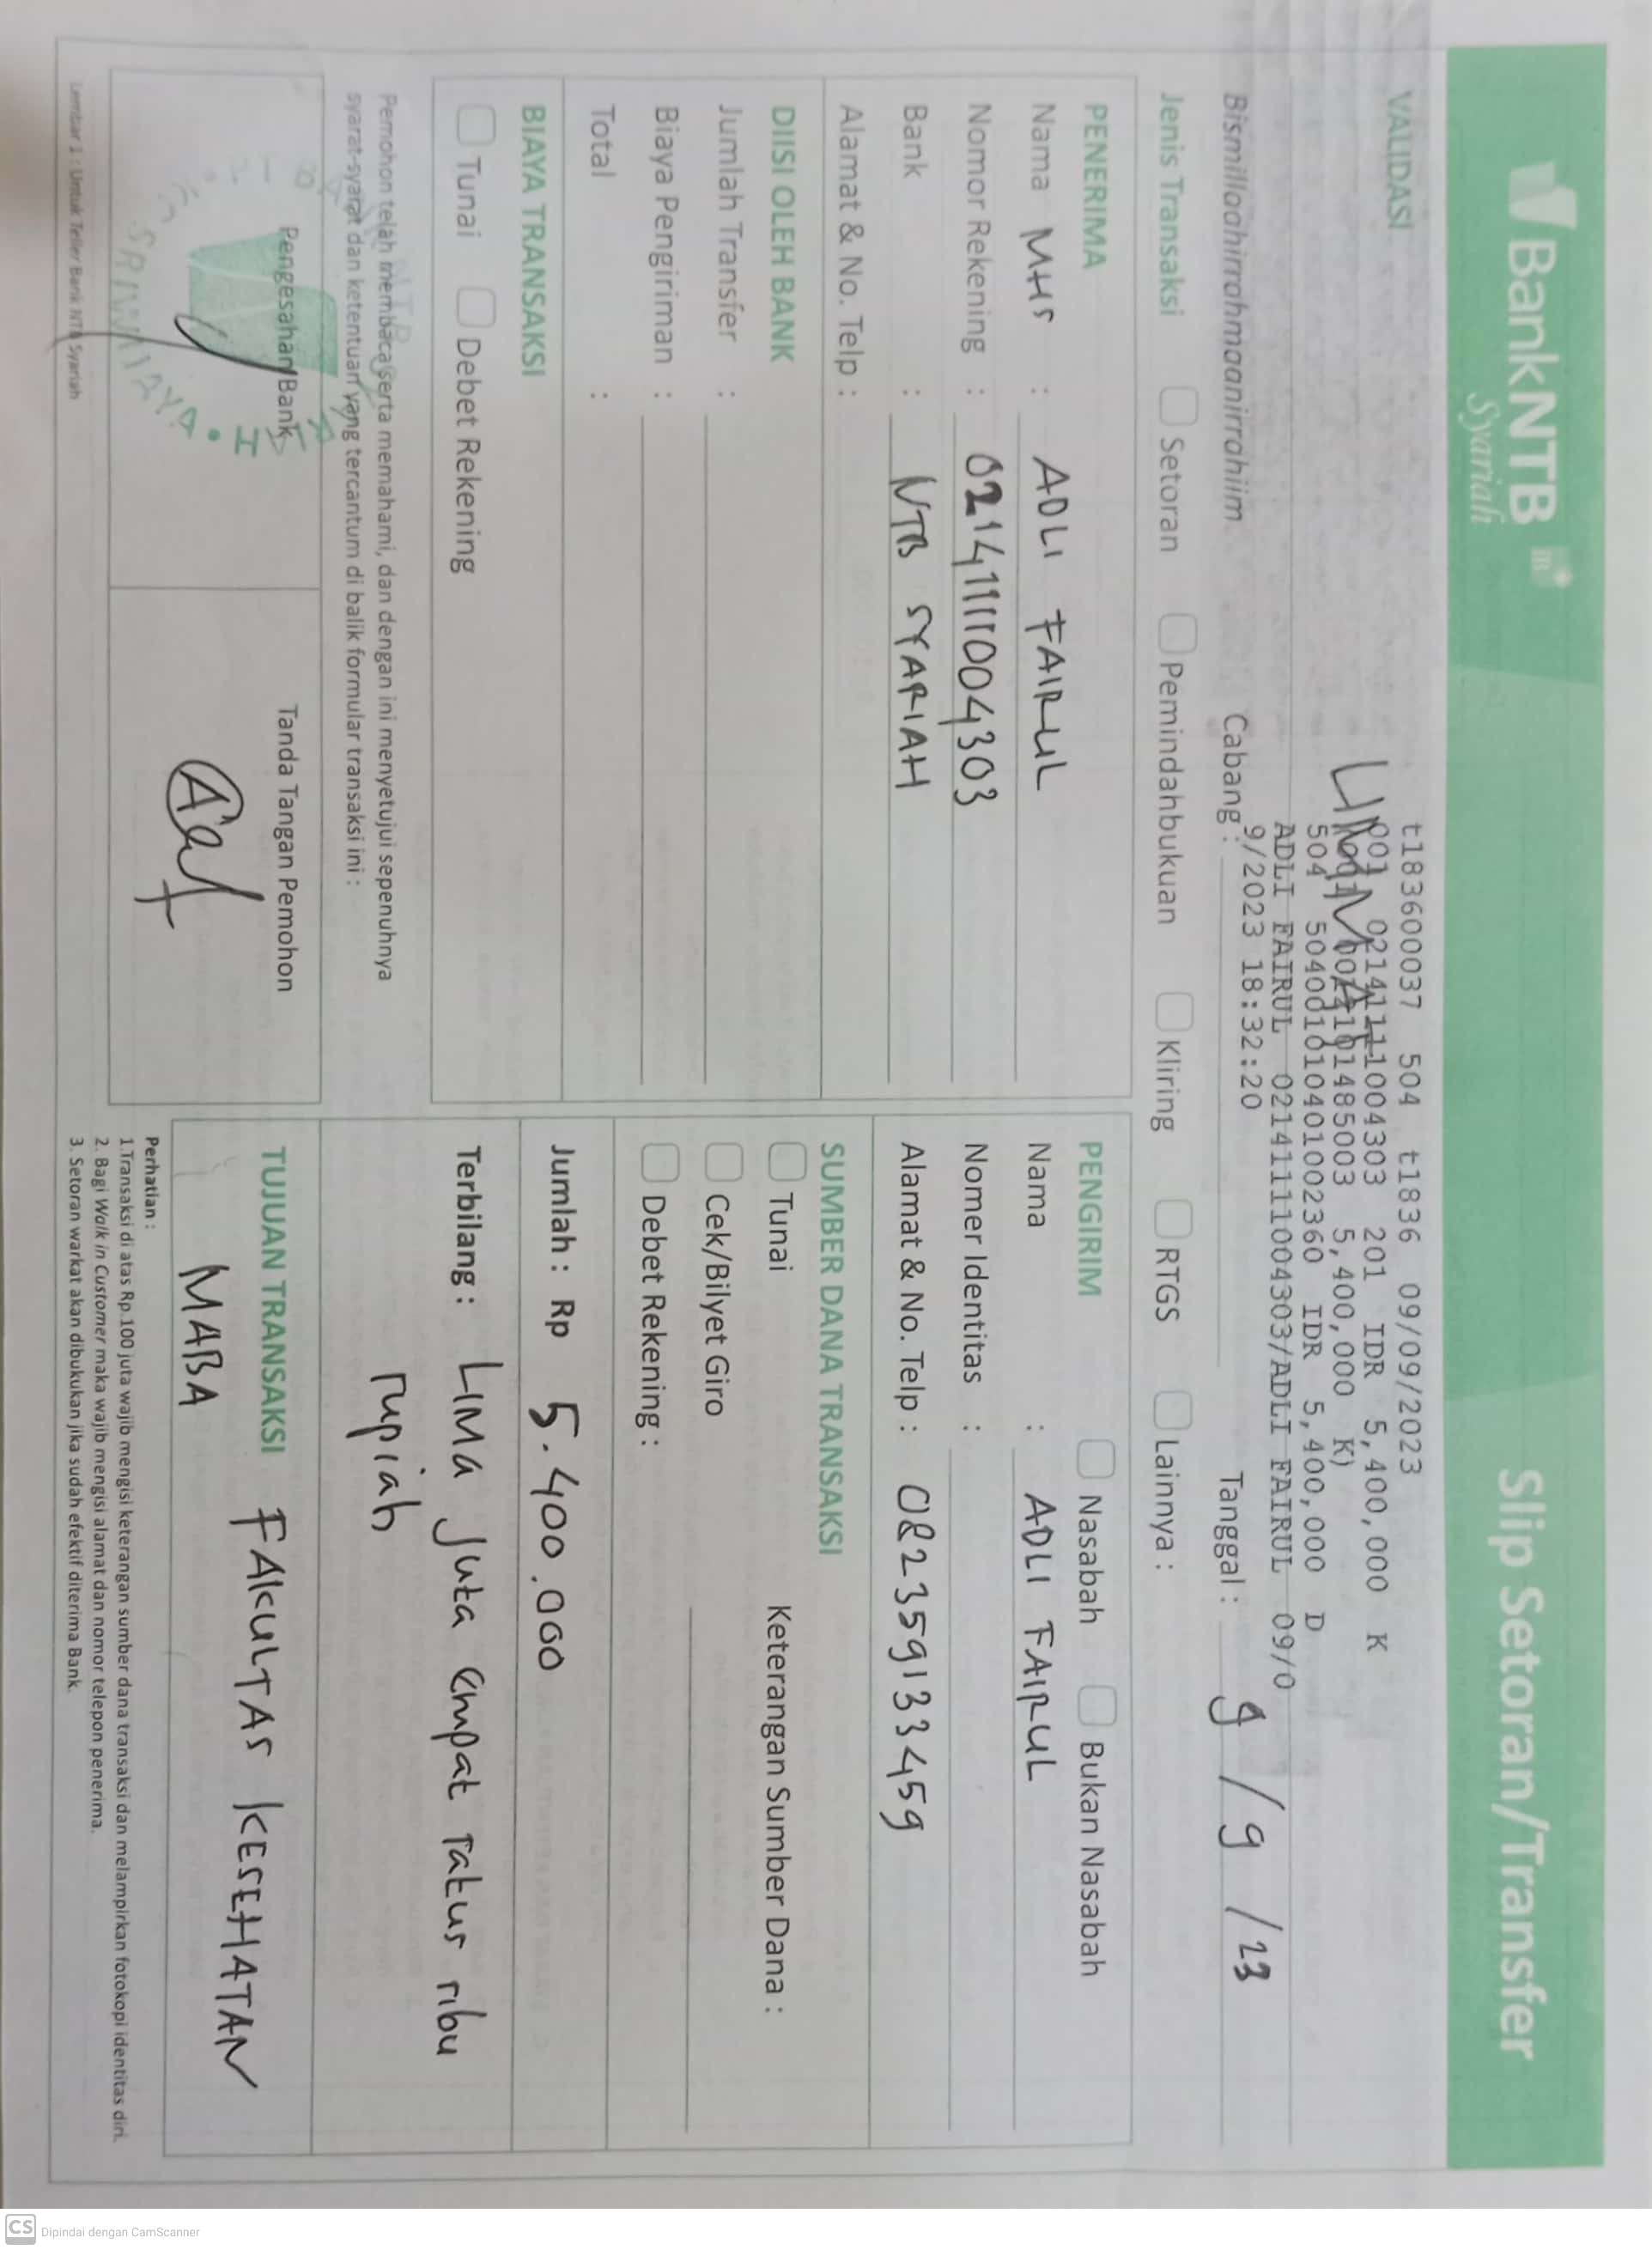 BankNTB
Syariah
Slip Setoran/Transfer
VALIDASI
t183600037 504 t1836 09/09/2023
001 02141111004303 201 IDR 5,400,000 K
5,400,000 K)
504 504001010401002360 IDR 5,400,000 D
ADLI FAIRUL 02141111004303/ADLI FAIRUL 09/0
9/2023 18:32:20
Bismillaahirrahmaanirrahiim
Cabang :
Tanggal : 9 / 9 / 23
Jenis Transaksi Setoran Pemindahbukuan Kliring RTGS Lainnya :
PENERIMA
Nama MHS : ADLI FAIRUL
Nomor Rekening : 02141111004303
Bank : NTB SYARIAH
Alamat & No. Telp :
PENGIRIM Nasabah Bukan Nasabah
Nama : ADLI FAIRUL
Nomer Identitas :
Alamat & No. Telp : 082359133459
DIISI OLEH BANK
Jumlah Transfer :
Biaya Pengiriman :
Total :
SUMBER DANA TRANSAKSI
Tunai Keterangan Sumber Dana :
Cek/Bilyet Giro
Debet Rekening :
BIAYA TRANSAKSI
Tunai Debet Rekening
Jumlah : Rp 5.400.000
Terbilang : LIMA Juta empat ratus ribu
rupiah
Pemohon telah membaca serta memahami, dan dengan ini menyetujui sepenuhnya
syarat-syarat dan ketentuan yang tercantum di balik formular transaksi ini :
Pengesahan Bank
Tanda Tangan Pemohon
TUJUAN TRANSAKSI FAKULTAS KESEHATAN
MABA
Perhatian :
1.Transaksi di atas Rp.100 juta wajib mengisi keterangan sumber dana transaksi dan melampirkan fotokopi identitas diri.
2. Bagi Walk in Customer maka wajib mengisi alamat dan nomor telepon penerima.
3. Setoran warkat akan dibukukan jika sudah efektif diterima Bank.
Lembar 1 : Untuk Teller Bank NTB Syariah
CS Dipindai dengan CamScanner